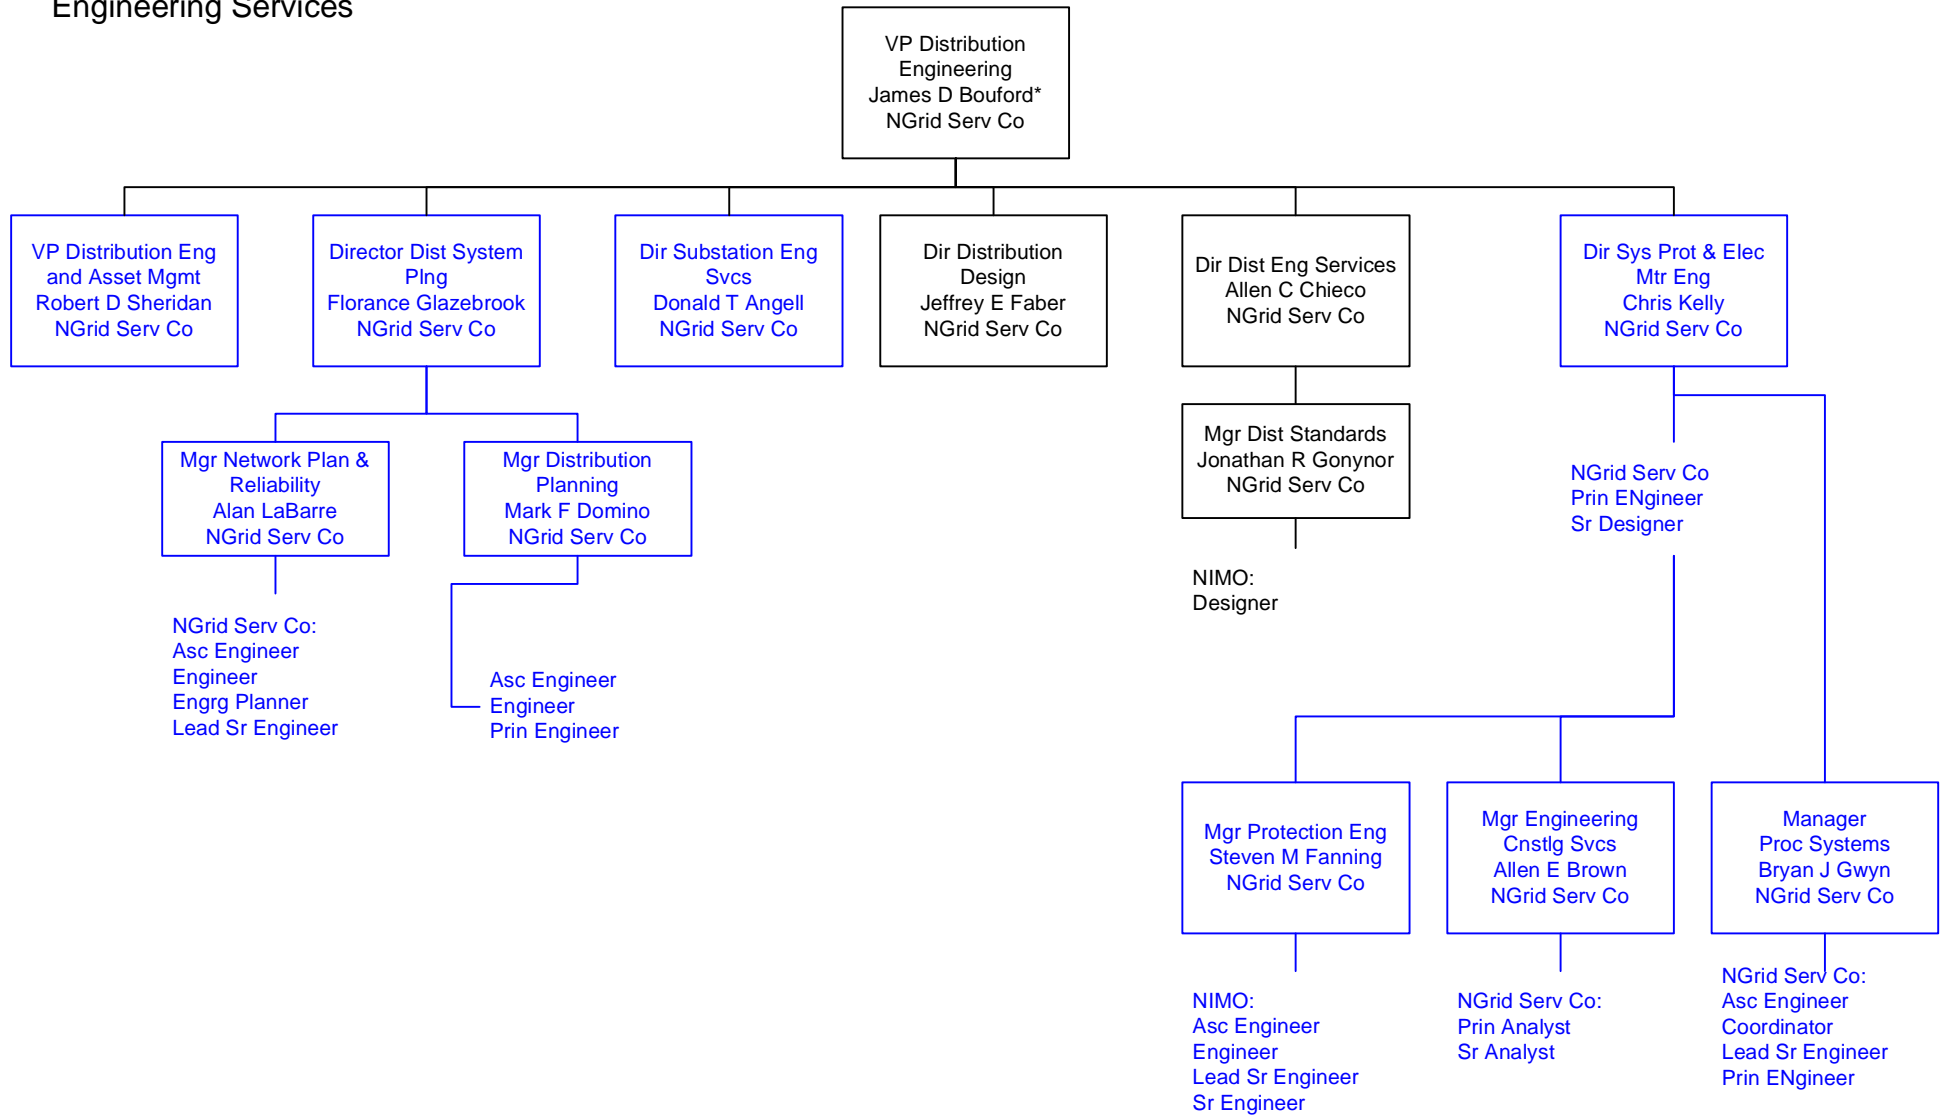 Engineering Services
VP Distribution
Engineering
James D Bouford*
NGrid Serv Co
VP Distribution Eng
and Asset Mgmt
Robert D Sheridan
NGrid Serv Co
Director Dist System
Plng
Florance Glazebrook
NGrid Serv Co
Dir Substation Eng
Svcs
Donald T Angell
NGrid Serv Co
Dir Distribution
Design
Jeffrey E Faber
NGrid Serv Co
Dir Dist Eng Services
Allen C Chieco
NGrid Serv Co
Dir Sys Prot & Elec
Mtr Eng
Chris Kelly
NGrid Serv Co
Mgr Network Plan &
Reliability
Alan LaBarre
NGrid Serv Co
Mgr Distribution
Planning
Mark F Domino
NGrid Serv Co
Mgr Dist Standards
Jonathan R Gonynor
NGrid Serv Co
NGrid Serv Co
Prin ENgineer
Sr Designer
NIMO:
Designer
NGrid Serv Co:
Asc Engineer
Engineer
Engrg Planner
Lead Sr Engineer
Asc Engineer
Engineer
Prin Engineer
Mgr Protection Eng
Steven M Fanning
NGrid Serv Co
Mgr Engineering
Cnstlg Svcs
Allen E Brown
NGrid Serv Co
Manager
Proc Systems
Bryan J Gwyn
NGrid Serv Co
NIMO:
Asc Engineer
Engineer
Lead Sr Engineer
Sr Engineer
NGrid Serv Co:
Prin Analyst
Sr Analyst
NGrid Serv Co:
Asc Engineer
Coordinator
Lead Sr Engineer
Prin ENgineer